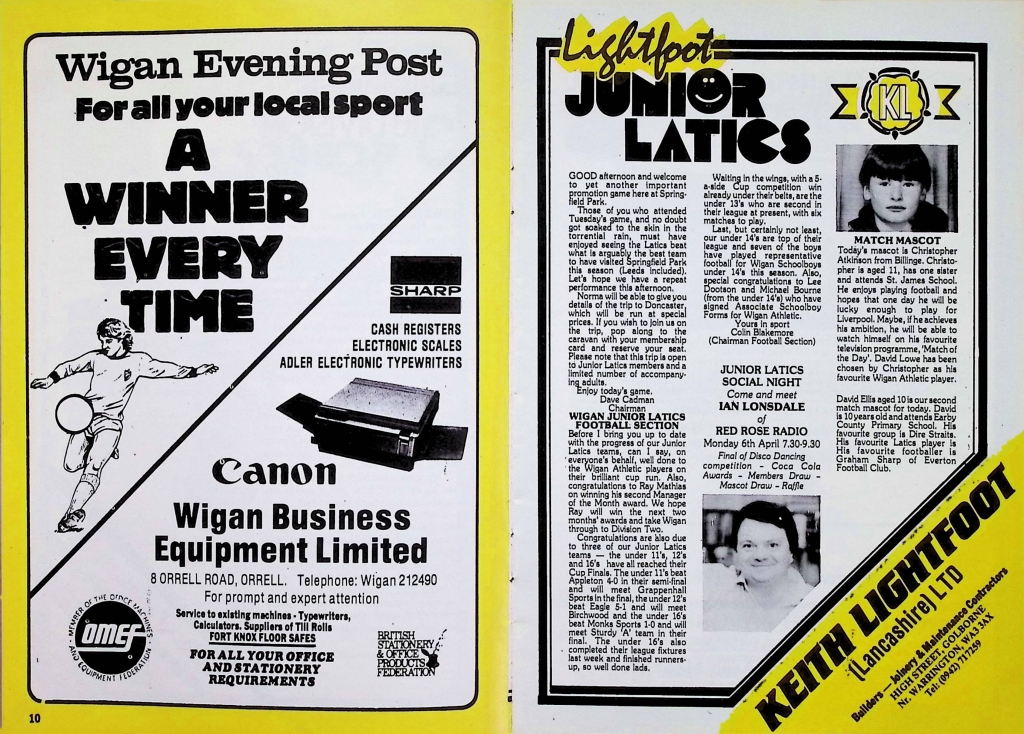 Wigan Evening Post
For all your local sport
A
WINNER
EVERY
TIME
SHARP
CASH REGISTERS
ELECTRONIC SCALES
ADLER ELECTRONIC TYPEWRITERS
Canon
Wigan Business
Equipment Limited
8 ORRELL ROAD, ORRELL. Telephone: Wigan 212490
For prompt and expert attention
Service to existing machines - Typewriters,
Calculators. Suppliers of Till Rolls
FORT KNOX FLOOR SAFES
FOR ALL YOUR OFFICE
AND STATIONERY
REQUIREMENTS
MEMBER OF THE OFFICE MACHINES
OMEF
AND EQUIPMENT FEDERATION
BRITISH
STATIONERY
& OFFICE
PRODUCTS
FEDERATION
10
Lightfoot
JUNIOR
LATICS
GOOD afternoon and welcome
to yet another important
promotion game here at Spring-
field Park.
Those of you who attended
Tuesday's game, and no doubt
got soaked to the skin in the
torrential rain, must have
enjoyed seeing the Latics beat
what is arguably the best team
to have visited Springfield Park
this season (Leeds included).
Let's hope we have a repeat
performance this afternoon.
Norma will be able to give you
details of the trip to Doncaster,
which will be run at special
prices. If you wish to join us on
the trip, pop along to the
caravan with your membership
card and reserve your seat.
Please note that this trip is open
to Junior Latics members and a
limited number of accompany-
ing adults.
Enjoy today's game.
Dave Cadman
Chairman
WIGAN JUNIOR LATICS
FOOTBALL SECTION
Before I bring you up to date
with the progress of our Junior
Latics teams, can I say, on
everyone's behalf, well done to
the Wigan Athletic players on
their brilliant cup run. Also,
congratulations to Ray Mathias
on winning his second Manager
of the Month award. We hope
Ray will win the next two
months' awards and take Wigan
through to Division Two.
Congratulations are also due
to three of our Junior Latics
teams — the under 11's, 12's
and 16's have all reached their
Cup Finals. The under 11's beat
Appleton 4-0 in their semi-final
and will meet Grappenhall
Sports in the final, the under 12's
beat Eagle 5-1 and will meet
Birchwood and the under 16's
beat Monks Sports 1-0 and will
meet Sturdy 'A' team in their
final. The under 16's also
completed their league fixtures
last week and finished runners-
up, so well done lads.
Waiting in the wings, with a 5-
a-side Cup competition win
already under their belts, are the
under 13's who are second in
their league at present, with six
matches to play.
Last, but certainly not least,
our under 14's are top of their
league and seven of the boys
have played representative
football for Wigan Schoolboys
under 14's this season. Also,
special congratulations to Lee
Dootson and Michael Bourne
(from the under 14's) who have
signed Associate Schoolboy
Forms for Wigan Athletic.
Yours in sport
Colin Blakemore
(Chairman Football Section)
JUNIOR LATICS
SOCIAL NIGHT
Come and meet
IAN LONSDALE
of
RED ROSE RADIO
Monday 6th April 7.30-9.30
Final of Disco Dancing
competition - Coca Cola
Awards - Members Draw -
Mascot Draw - Raffle
KL
MATCH MASCOT
Today's mascot is Christopher
Atkinson from Billinge. Christo-
pher is aged 11, has one sister
and attends St. James School.
He enjoys playing football and
hopes that one day he will be
lucky enough to play for
Liverpool. Maybe, if he achieves
his ambition, he will be able to
watch himself on his favourite
television programme, 'Match of
the Day'. David Lowe has been
chosen by Christopher as his
favourite Wigan Athletic player.
David Ellis aged 10 is our second
match mascot for today. David
is 10 years old and attends Earby
County Primary School. His
favourite group is Dire Straits.
His favourite Latics player is
His favourite footballer is
Graham Sharp of Everton
Football Club.
KEITH LIGHTFOOT
(Lancashire) LTD
Builders — Joinery & Maintenance Contractors
HIGH STREET, GOLBORNE
Nr. WARRINGTON, WA3 3AX
Tel: (0942) 717259